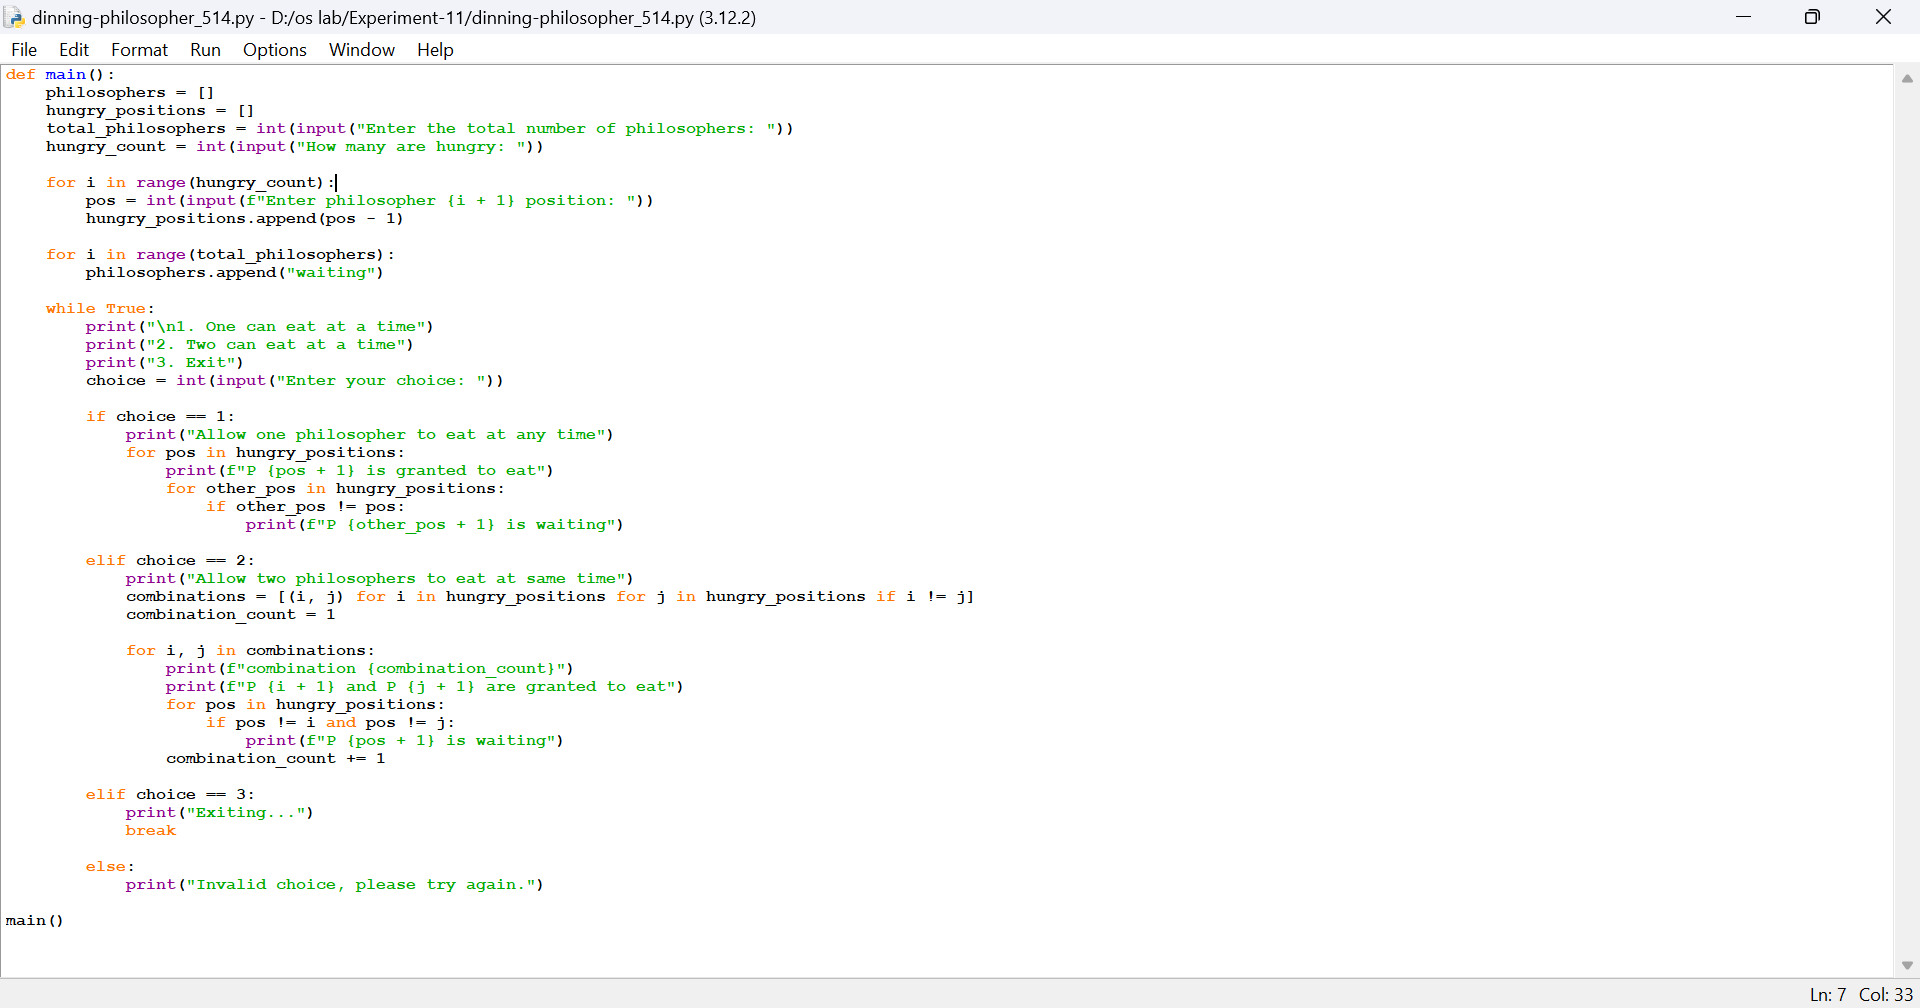 dinning-philosopher_514.py - D:/os lab/Experiment-11/dinning-philosopher_514.py (3.12.2)
File Edit Format Run Options Window Help
def main():
    philosophers = []
    hungry_positions = []
    total_philosophers = int(input("Enter the total number of philosophers: "))
    hungry_count = int(input("How many are hungry: "))

    for i in range(hungry_count):
        pos = int(input(f"Enter philosopher {i + 1} position: "))
        hungry_positions.append(pos - 1)

    for i in range(total_philosophers):
        philosophers.append("waiting")

    while True:
        print("\n1. One can eat at a time")
        print("2. Two can eat at a time")
        print("3. Exit")
        choice = int(input("Enter your choice: "))

        if choice == 1:
            print("Allow one philosopher to eat at any time")
            for pos in hungry_positions:
                print(f"P {pos + 1} is granted to eat")
                for other_pos in hungry_positions:
                    if other_pos != pos:
                        print(f"P {other_pos + 1} is waiting")

        elif choice == 2:
            print("Allow two philosophers to eat at same time")
            combinations = [(i, j) for i in hungry_positions for j in hungry_positions if i != j]
            combination_count = 1

            for i, j in combinations:
                print(f"combination {combination_count}")
                print(f"P {i + 1} and P {j + 1} are granted to eat")
                for pos in hungry_positions:
                    if pos != i and pos != j:
                        print(f"P {pos + 1} is waiting")
                combination_count += 1

        elif choice == 3:
            print("Exiting...")
            break

        else:
            print("Invalid choice, please try again.")

main()
Ln: 7 Col: 33